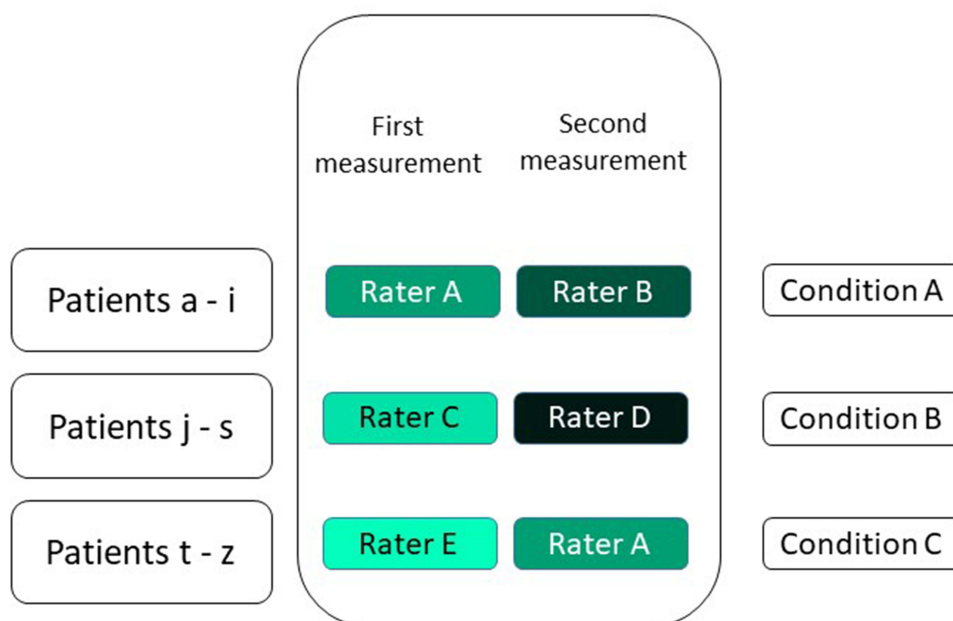 First
measurement
Second
measurement
Patients a - i
Rater A
Rater B
Condition A
Patients j - s
Rater C
Rater D
Condition B
Patients t - z
Rater E
Rater A
Condition C